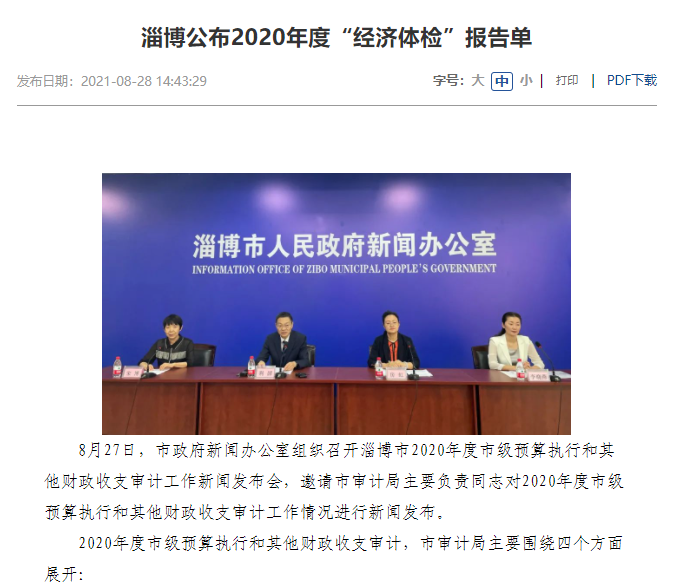 淄博公布2020年度“经济体检”报告单
发布日期：2021-08-28 14:43:29
字号：大 中 小 | 打印 | PDF下载
淄博市人民政府新闻办公室
INFORMATION OFFICE OF ZIBO MUNICIPAL PEOPLE'S GOVERNMENT
8月27日，市政府新闻办公室组织召开淄博市2020年度市级预算执行和其
他财政收支审计工作新闻发布会，邀请市审计局主要负责同志对2020年度市级
预算执行和其他财政收支审计工作情况进行新闻发布。
2020年度市级预算执行和其他财政收支审计，市审计局主要围绕四个方面
展开：